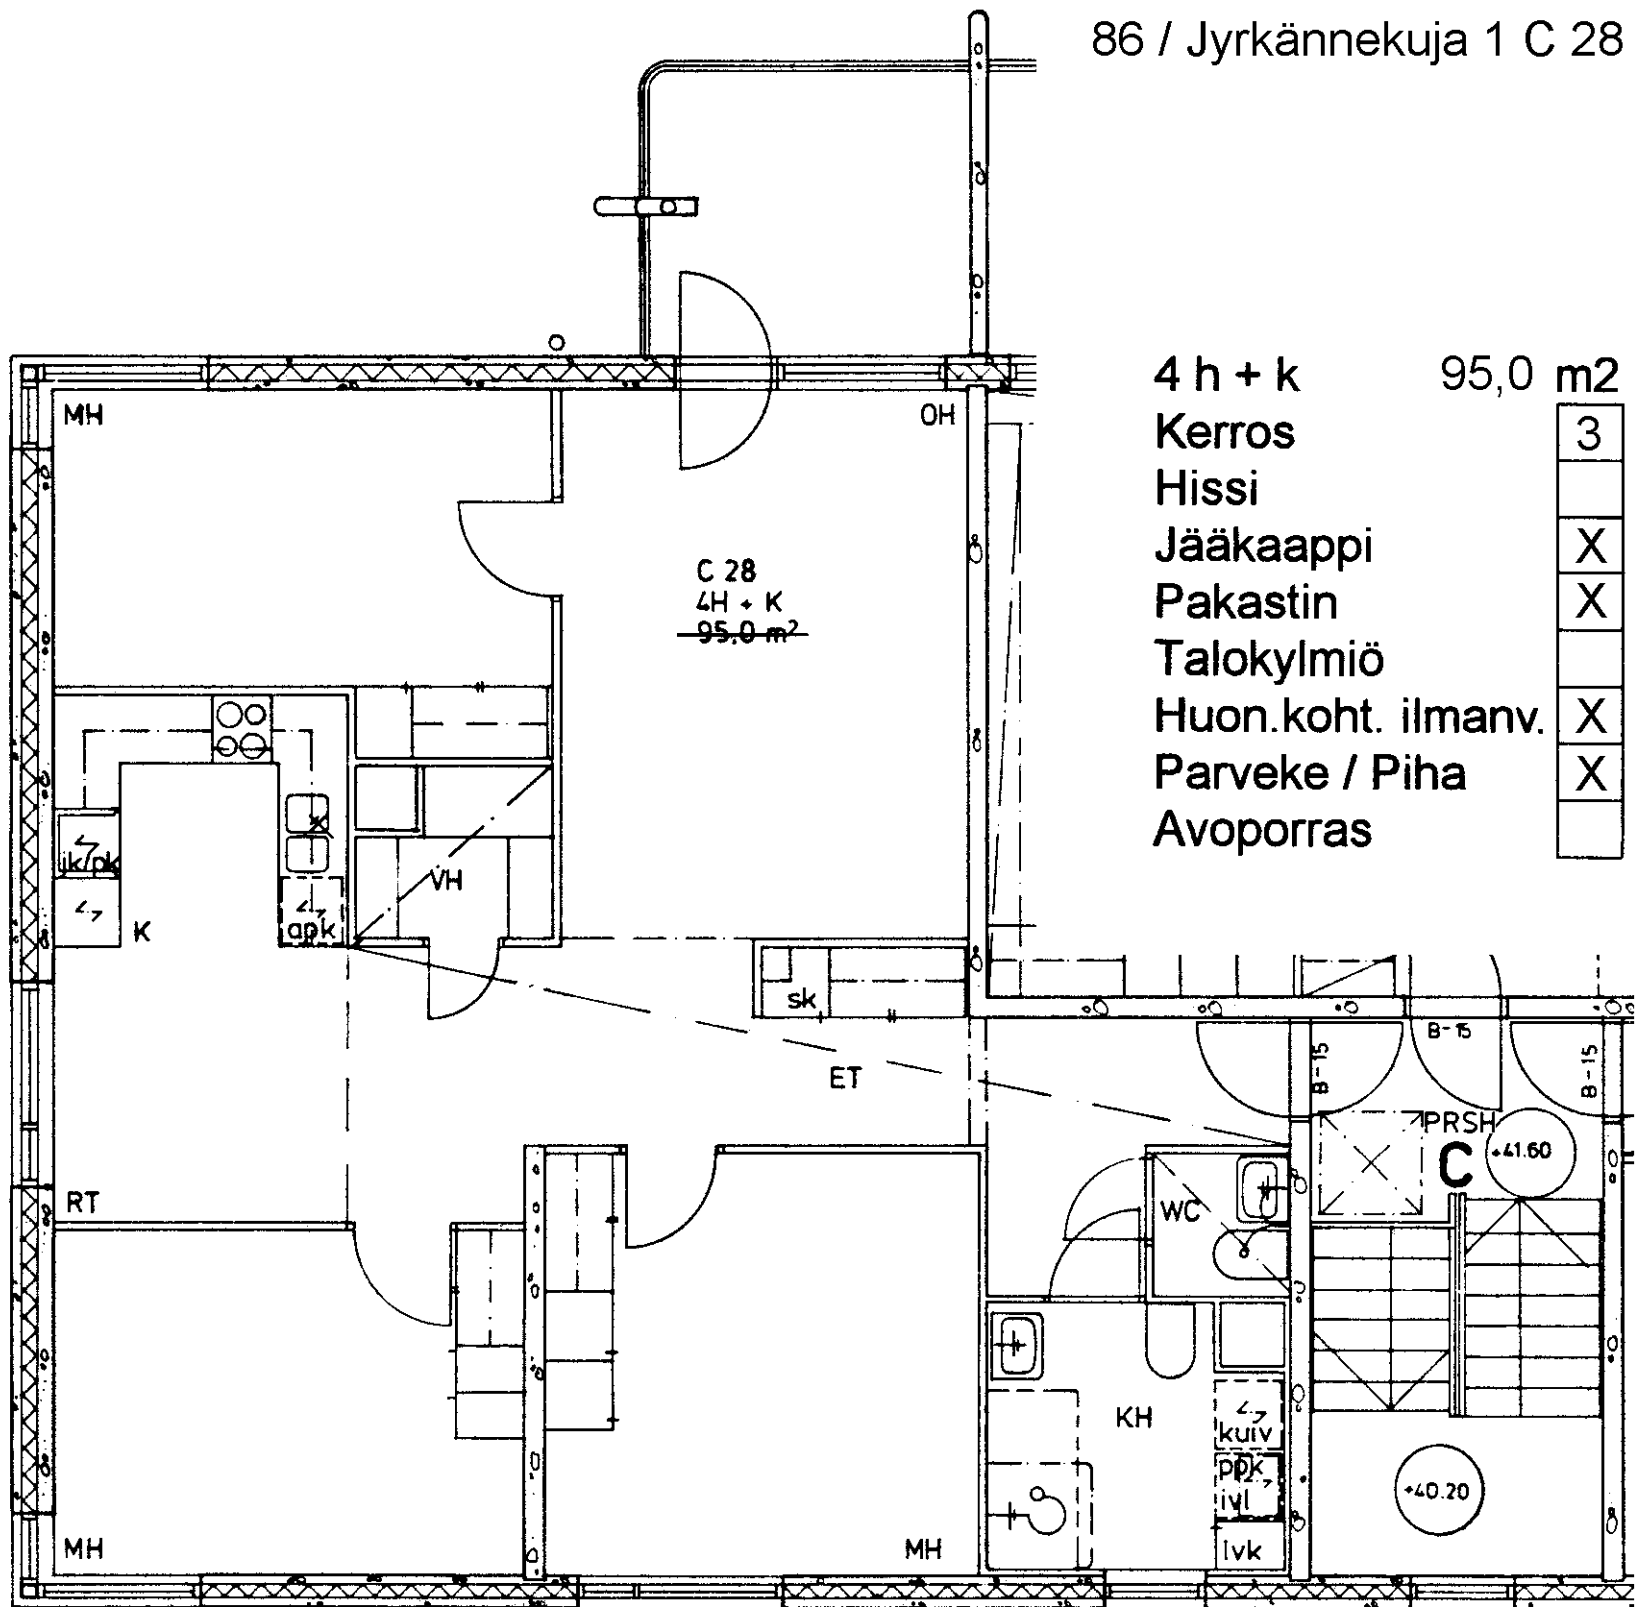 86 / Jyrkännekuja 1 C 28
4 h + k 95,0 m2
Kerros 3
Hissi
Jääkaappi X
Pakastin X
Talokylmiö
Huon.koht. ilmanv. X
Parveke / Piha X
Avoporras
MH
OH
C 28
4H + K
95.0 m²
jk/pk
VH
K
apk
sk
ET
B-15
B-15
B-15
PRSH
C
+41.60
RT
WC
KH
kuiv
ppk
ivl
+40.20
MH
MH
ivk